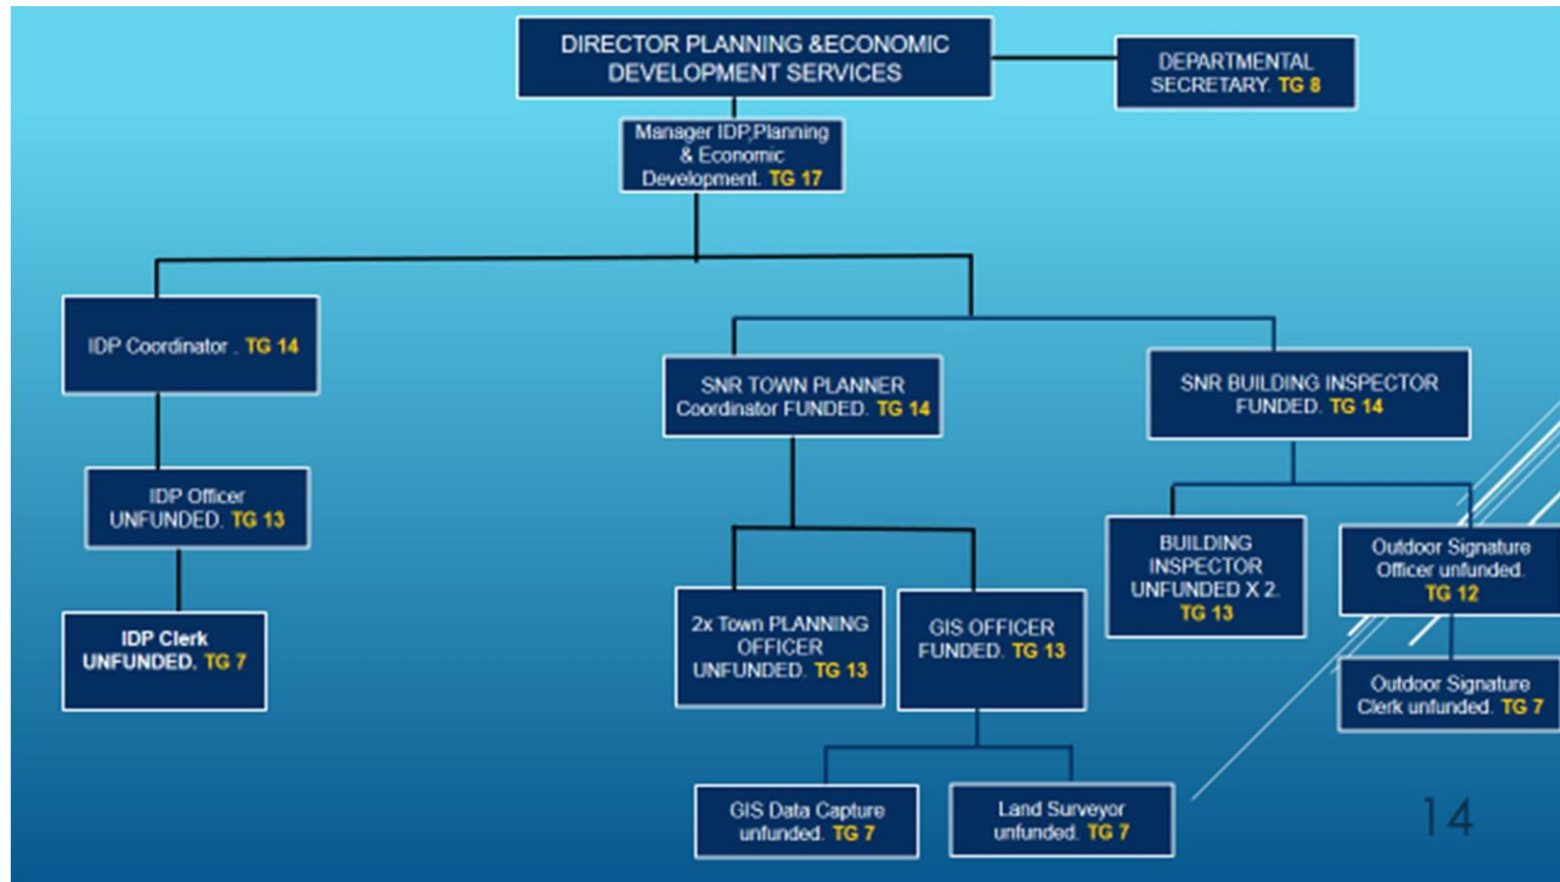 DIRECTOR PLANNING &ECONOMIC
DEVELOPMENT SERVICES
DEPARTMENTAL
SECRETARY. TG 8
Manager IDP,Planning
& Economic
Development. TG 17
IDP Coordinator . TG 14
SNR TOWN PLANNER
Coordinator FUNDED. TG 14
SNR BUILDING INSPECTOR
FUNDED. TG 14
IDP Officer
UNFUNDED. TG 13
BUILDING
INSPECTOR
UNFUNDED X 2.
TG 13
Outdoor Signature
Officer unfunded.
TG 12
IDP Clerk
UNFUNDED. TG 7
2x Town PLANNING
OFFICER
UNFUNDED. TG 13
GIS OFFICER
FUNDED. TG 13
Outdoor Signature
Clerk unfunded. TG 7
GIS Data Capture
unfunded. TG 7
Land Surveyor
unfunded. TG 7
14